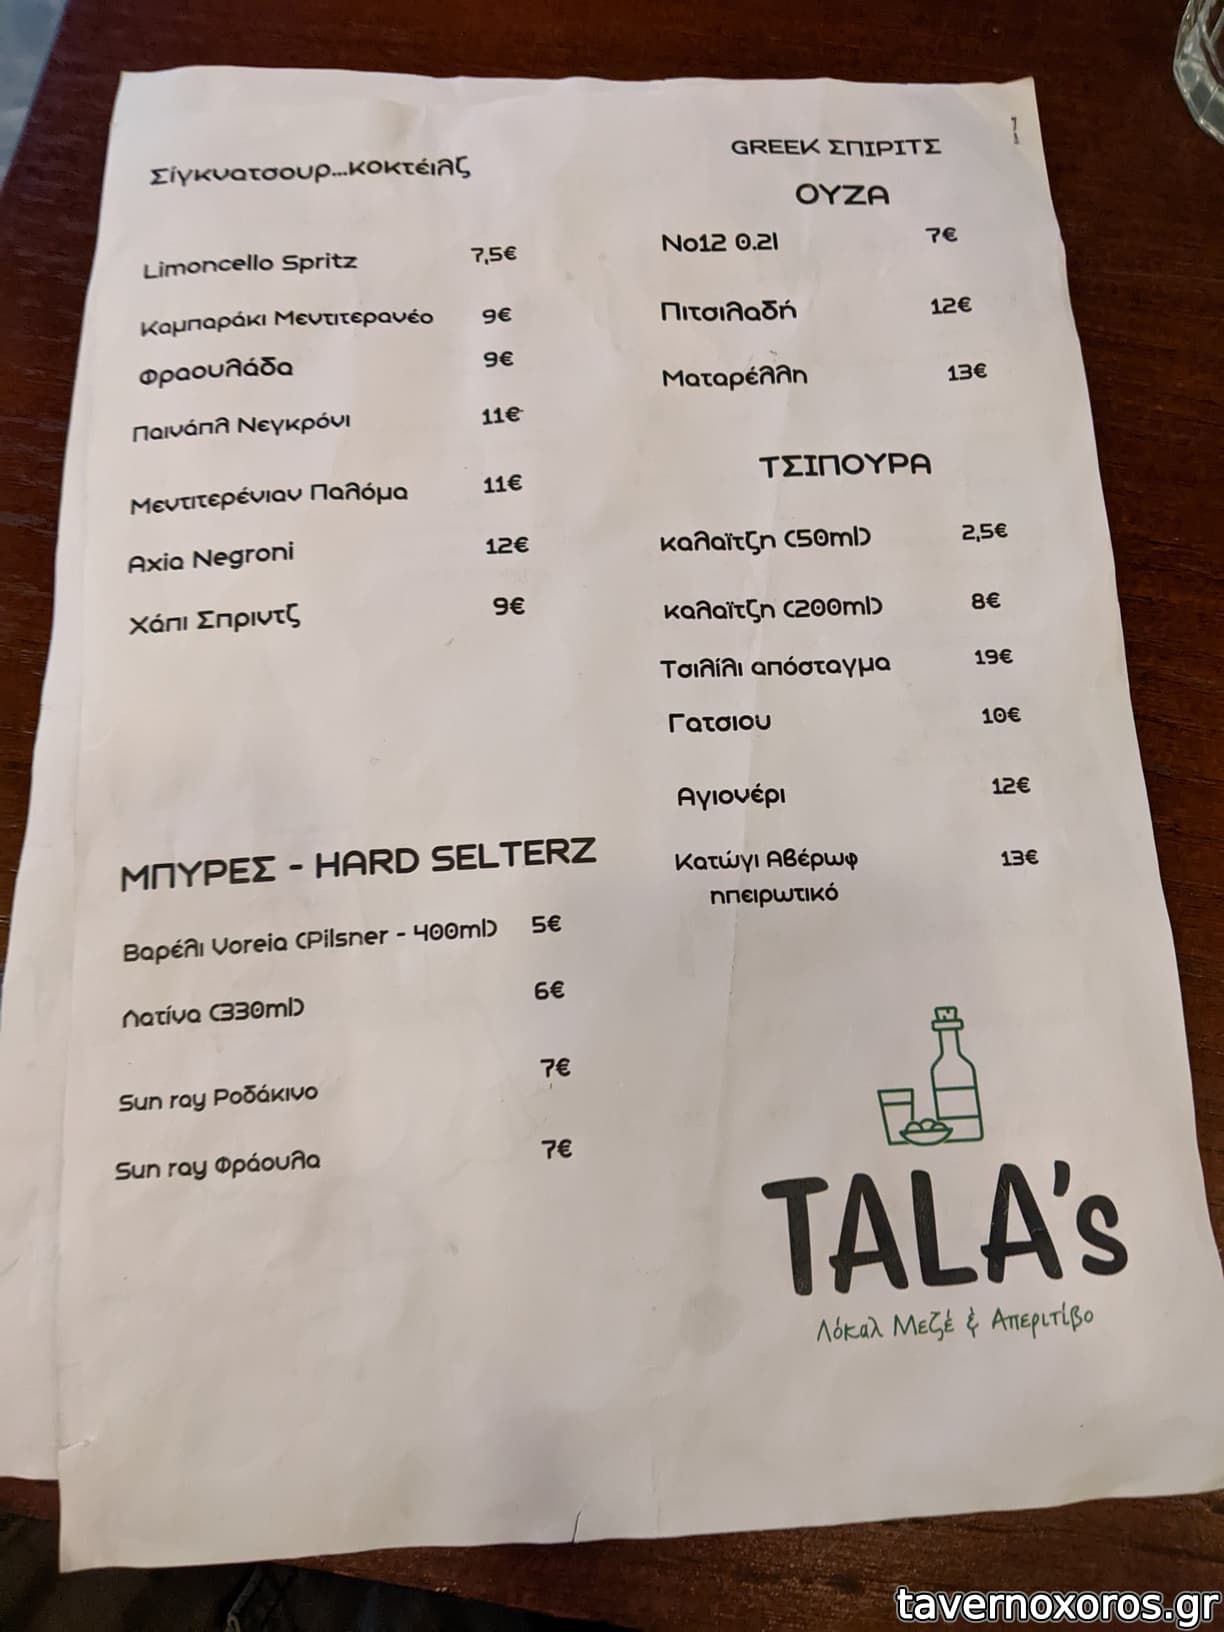 Σίγκνατσουρ...κοκτέιλζ
Limoncello Spritz 7,5€
Καμπαράκι Μεντιτερανέο 9€
Φραουλάδα 9€
Παινάπλ Νεγκρόνι 11€
Μεντιτερένιαν Παλόμα 11€
Axia Negroni 12€
Χάπι Σπριντζ 9€
ΜΠΥΡΕΣ - HARD SELTERZ
Βαρέλι Voreia (Pilsner - 400ml) 5€
Λατίνα (330ml) 6€
Sun ray Ροδάκινο 7€
Sun ray Φράουλα 7€
GREEK ΣΠΙΡΙΤΣ
ΟΥΖΑ
Νο12 0.2l 7€
Πιτσιλαδή 12€
Ματαρέλλη 13€
ΤΣΙΠΟΥΡΑ
καλαϊτζη (50ml) 2,5€
καλαϊτζη (200ml) 8€
Τσιλίλι απόσταγμα 19€
Γατσιου 10€
Αγιονέρι 12€
Κατώγι Αβέρωφ 13€
ηπειρωτικό
TALA's
Λόκαλ Μεζέ & Απεριτίβο
tavernoxoros.gr